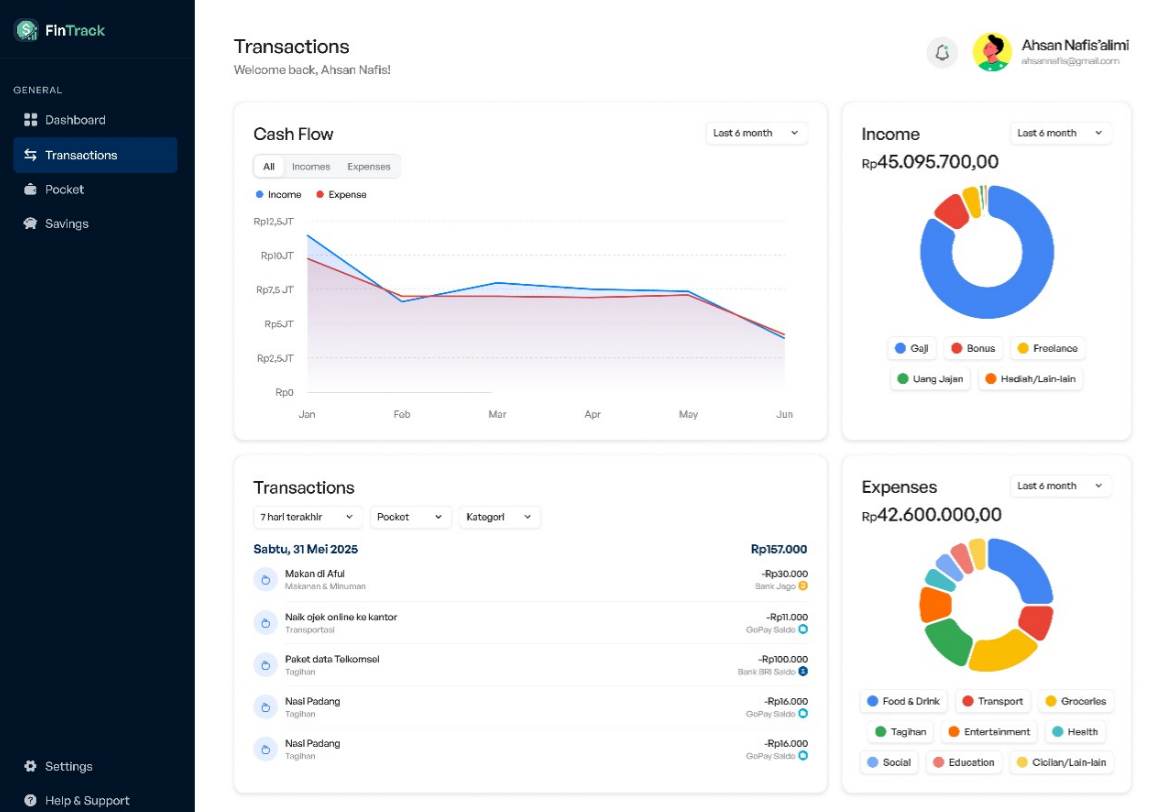 FinTrack
GENERAL
Dashboard
Transactions
Pocket
Savings
Settings
Help & Support
Transactions
Welcome back, Ahsan Nafis!
Ahsan Nafis'alimi
ahsannafis@gmail.com
Cash Flow
Last 6 month
All Incomes Expenses
Income Expense
Rp12,5JT
Rp10JT
Rp7,5 JT
Rp5JT
Rp2,5JT
Rp0
Jan Feb Mar Apr May Jun
Income
Last 6 month
Rp45.095.700,00
Gaji Bonus Freelance
Uang Jajan Hadiah/Lain-lain
Transactions
7 hari terakhir Pocket Kategori
Sabtu, 31 Mei 2025 Rp157.000
Makan di Aful -Rp30.000
Makanan & Minuman Bank Jago
Naik ojek online ke kantor -Rp11.000
Transportasi GoPay Saldo
Paket data Telkomsel -Rp100.000
Tagihan Bank BRI Saldo
Nasi Padang -Rp16.000
Tagihan GoPay Saldo
Nasi Padang -Rp16.000
Tagihan GoPay Saldo
Expenses
Last 6 month
Rp42.600.000,00
Food & Drink Transport Groceries
Tagihan Entertainment Health
Social Education Cicilan/Lain-lain